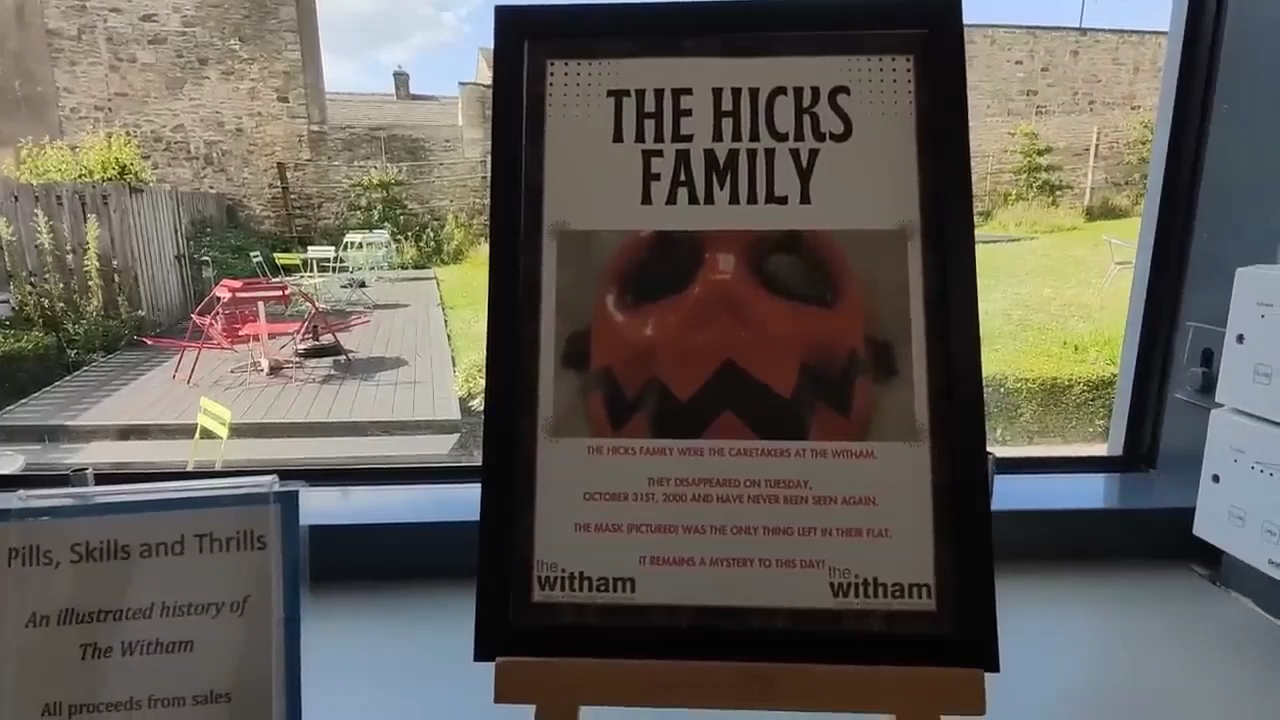 THE HICKS
FAMILY
THE HICKS FAMILY WERE THE CARETAKERS AT THE WITHAM.
THEY DISAPPEARED ON TUESDAY,
OCTOBER 31ST, 2000 AND HAVE NEVER BEEN SEEN AGAIN.
THE MASK (PICTURED) WAS THE ONLY THING LEFT IN THEIR FLAT,
IT REMAINS A MYSTERY TO THIS DAY!
the
witham
the
witham
Pills, Skills and Thrills
An illustrated history of
The Witham
All proceeds from sales